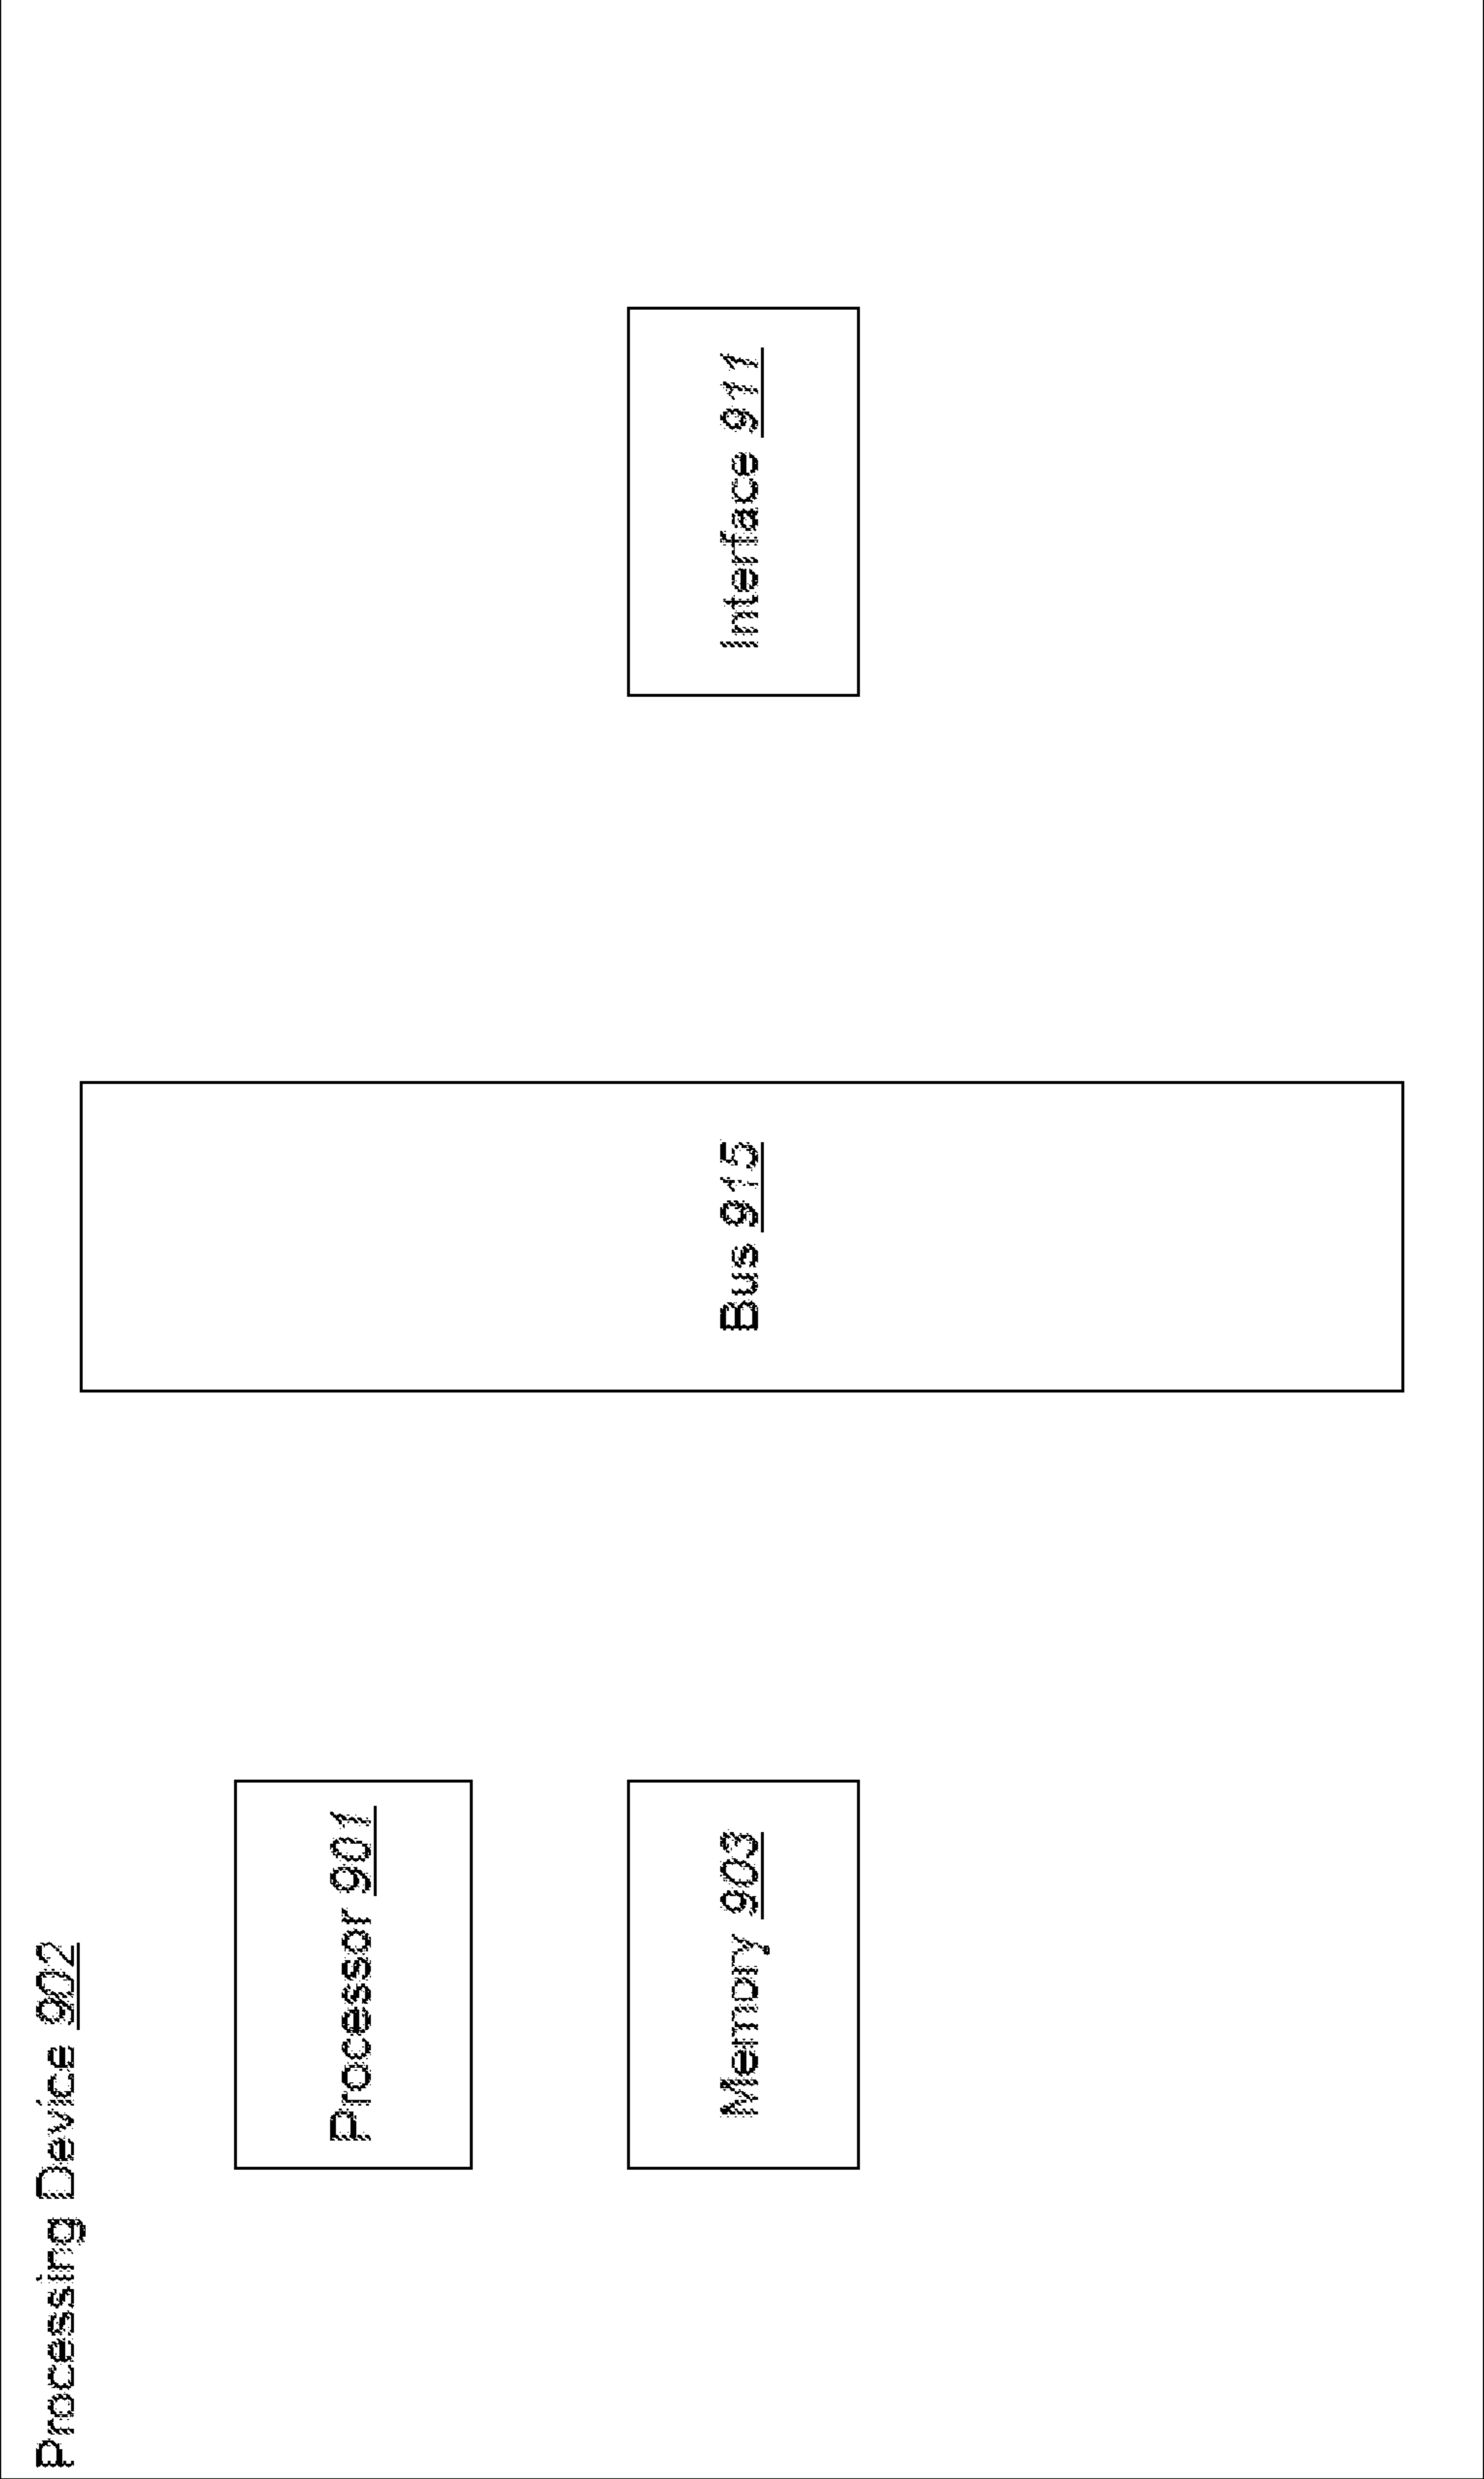 Processing Device 902
Processor 901
Memory 903
Bus 915
Interface 911